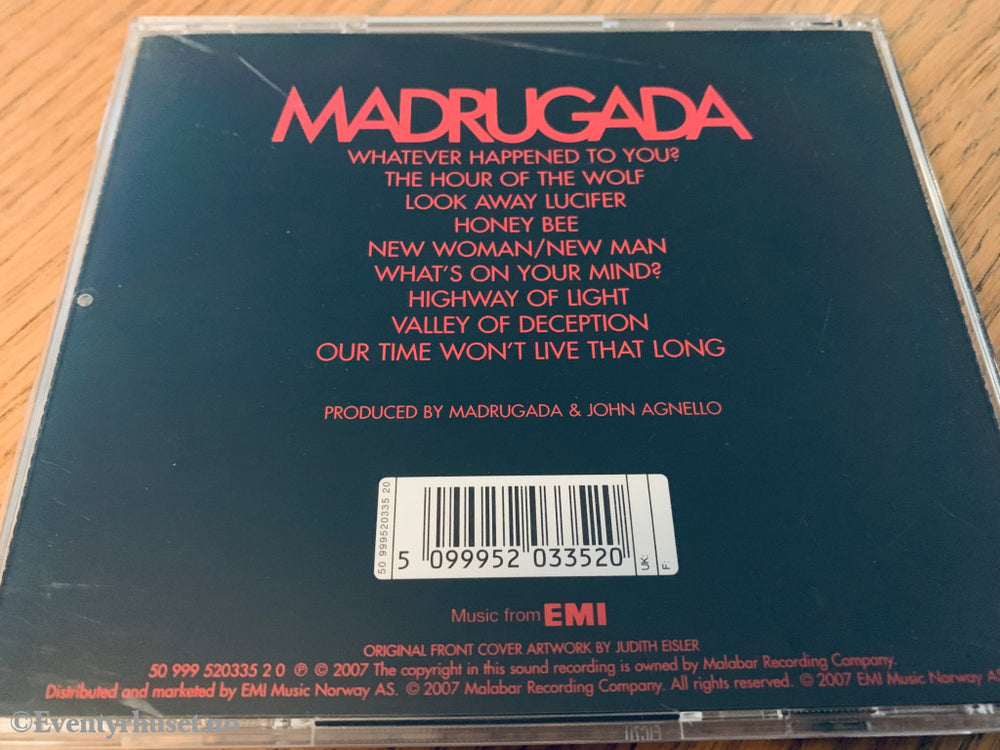 MADRUGADA
WHATEVER HAPPENED TO YOU?
THE HOUR OF THE WOLF
LOOK AWAY LUCIFER
HONEY BEE
NEW WOMAN/NEW MAN
WHAT'S ON YOUR MIND?
HIGHWAY OF LIGHT
VALLEY OF DECEPTION
OUR TIME WON'T LIVE THAT LONG
PRODUCED BY MADRUGADA & JOHN AGNELLO
50 999520335 20
5 099952 033520
UK:
F:
Music from EMI
ORIGINAL FRONT COVER ARTWORK BY JUDITH EISLER
50 999 520335 2 0 ℗ © 2007 The copyright in this sound recording is owned by Malabar Recording Company.
Distributed and marketed by EMI Music Norway AS. © 2007 Malabar Recording Company. All rights reserved. © 2007 EMI Music Norway AS.
©Eventyrhuset.no